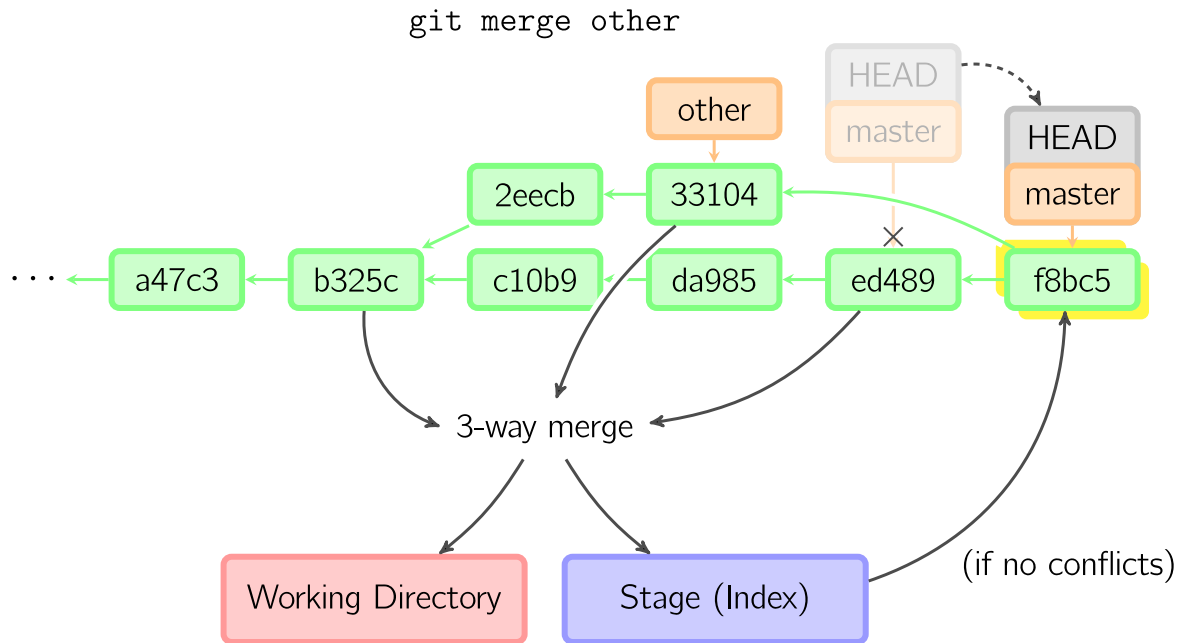 git merge other
HEAD
other
master
HEAD
2eecb
33104
master
...
a47c3
b325c
c10b9
da985
ed489
f8bc5
3-way merge
(if no conflicts)
Working Directory
Stage (Index)